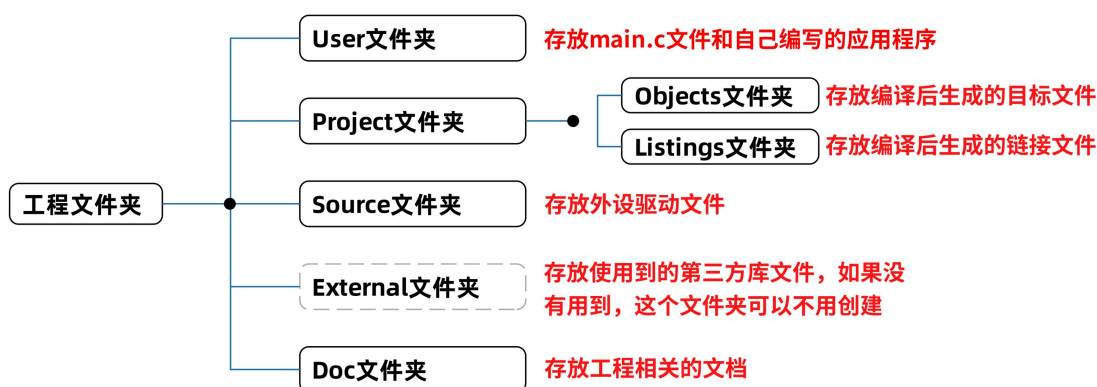 User文件夹
存放main.c文件和自己编写的应用程序
Objects文件夹
存放编译后生成的目标文件
Project文件夹
Listings文件夹
存放编译后生成的链接文件
工程文件夹
Source文件夹
存放外设驱动文件
External文件夹
存放使用到的第三方库文件，如果没
有用到，这个文件夹可以不用创建
Doc文件夹
存放工程相关的文档